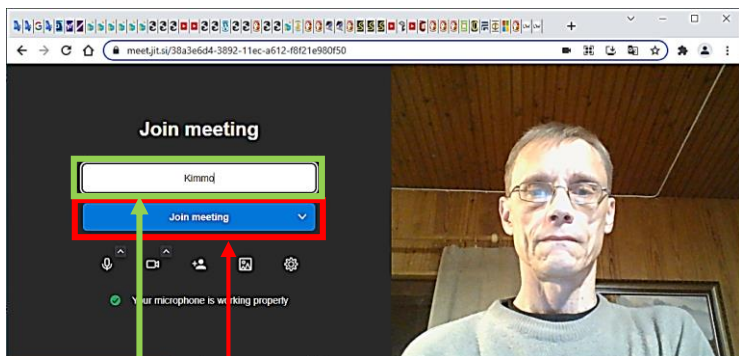 meet.jit.si/38a3e6d4-3892-11ec-a612-f8f21e980f50
Join meeting
Kimmo
Join meeting
Your microphone is working properly